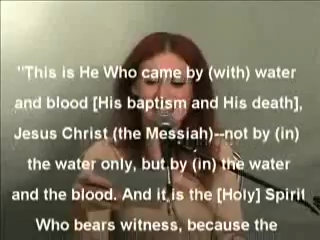 "This is He Who came by (with) water
and blood [His baptism and His death],
Jesus Christ (the Messiah)--not by (in)
the water only, but by (in) the water
and the blood. And it is the [Holy] Spirit
Who bears witness, because the